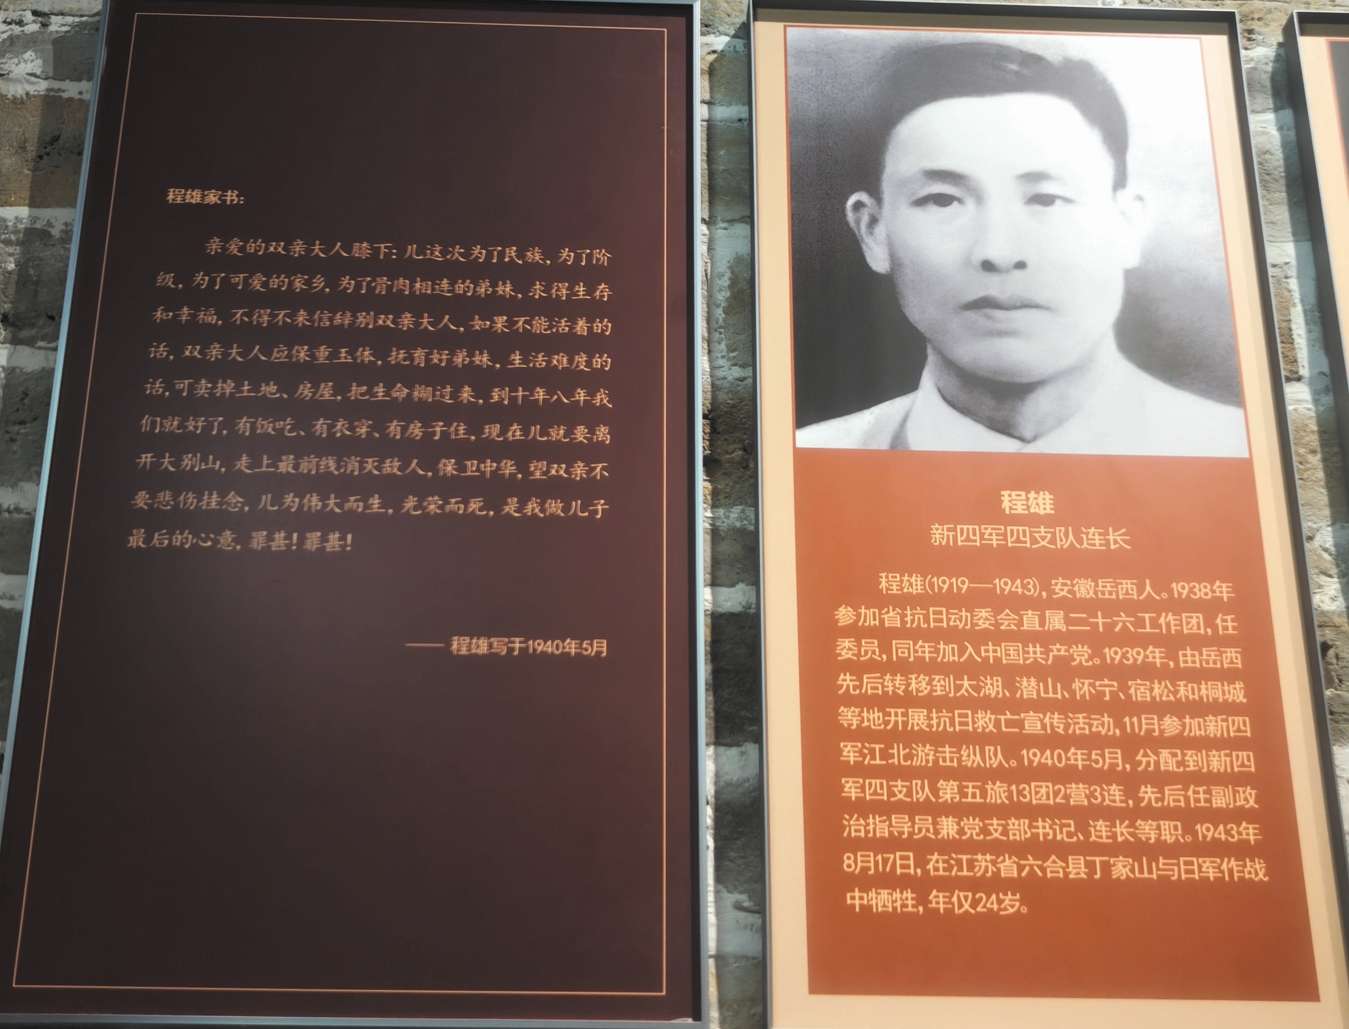 程雄家书:
亲爱的双亲大人膝下: 儿这次为了民族, 为了阶
级, 为了可爱的家乡, 为了骨肉相连的弟妹, 求得生存
和幸福, 不得不来信辞别双亲大人, 如果不能活着的
话, 双亲大人应保重玉体, 抚育好弟妹, 生活难度的
话, 可卖掉土地、房屋, 把生命糊过来, 到十年八年我
们就好了, 有饭吃、有衣穿、有房子住, 现在儿就要离
开大别山, 走上最前线消灭敌人, 保卫中华, 望双亲不
要悲伤挂念, 儿为伟大而生, 光荣而死, 是我做儿子
最后的心意, 罪甚! 罪甚!
—— 程雄写于1940年5月
程雄
新四军四支队连长
程雄(1919—1943), 安徽岳西人。1938年
参加省抗日动委会直属二十六工作团, 任
委员, 同年加入中国共产党。1939年, 由岳西
先后转移到太湖、潜山、怀宁、宿松和桐城
等地开展抗日救亡宣传活动, 11月参加新四
军江北游击纵队。1940年5月, 分配到新四
军四支队第五旅13团2营3连, 先后任副政
治指导员兼党支部书记、连长等职。1943年
8月17日, 在江苏省六合县丁家山与日军作战
中牺牲, 年仅24岁。